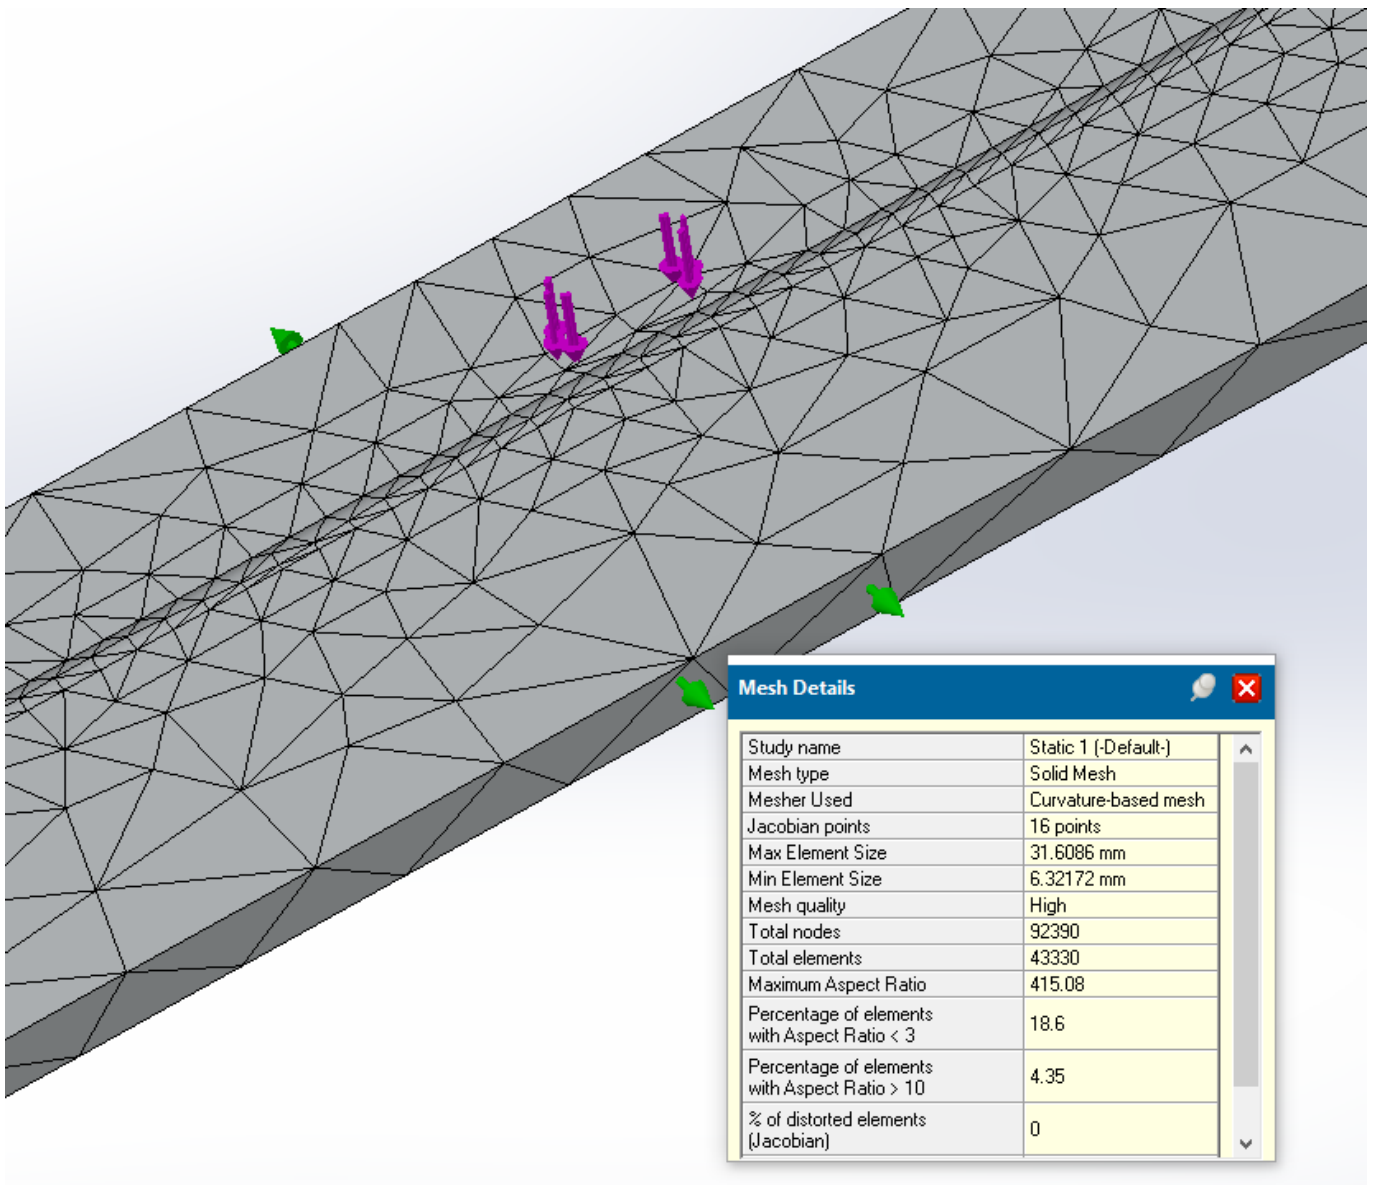 Mesh Details
Study name Static 1 (-Default-)
Mesh type Solid Mesh
Mesher Used Curvature-based mesh
Jacobian points 16 points
Max Element Size 31.6086 mm
Min Element Size 6.32172 mm
Mesh quality High
Total nodes 92390
Total elements 43330
Maximum Aspect Ratio 415.08
Percentage of elements
with Aspect Ratio < 3 18.6
Percentage of elements
with Aspect Ratio > 10 4.35
% of distorted elements
(Jacobian) 0